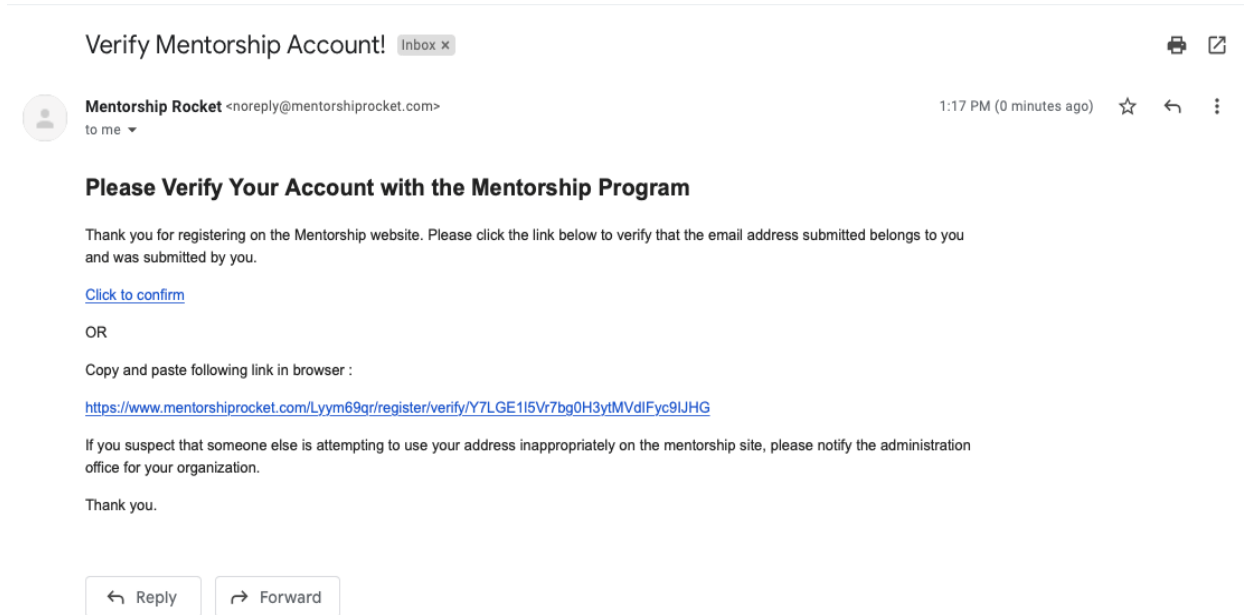 Verify Mentorship Account! Inbox x
Mentorship Rocket <noreply@mentorshiprocket.com> 1:17 PM (0 minutes ago)
to me
Please Verify Your Account with the Mentorship Program
Thank you for registering on the Mentorship website. Please click the link below to verify that the email address submitted belongs to you
and was submitted by you.
Click to confirm
OR
Copy and paste following link in browser :
https://www.mentorshiprocket.com/Lyym69qr/register/verify/Y7LGE1I5Vr7bg0H3ytMVdIFyc9IJHG
If you suspect that someone else is attempting to use your address inappropriately on the mentorship site, please notify the administration
office for your organization.
Thank you.
Reply Forward